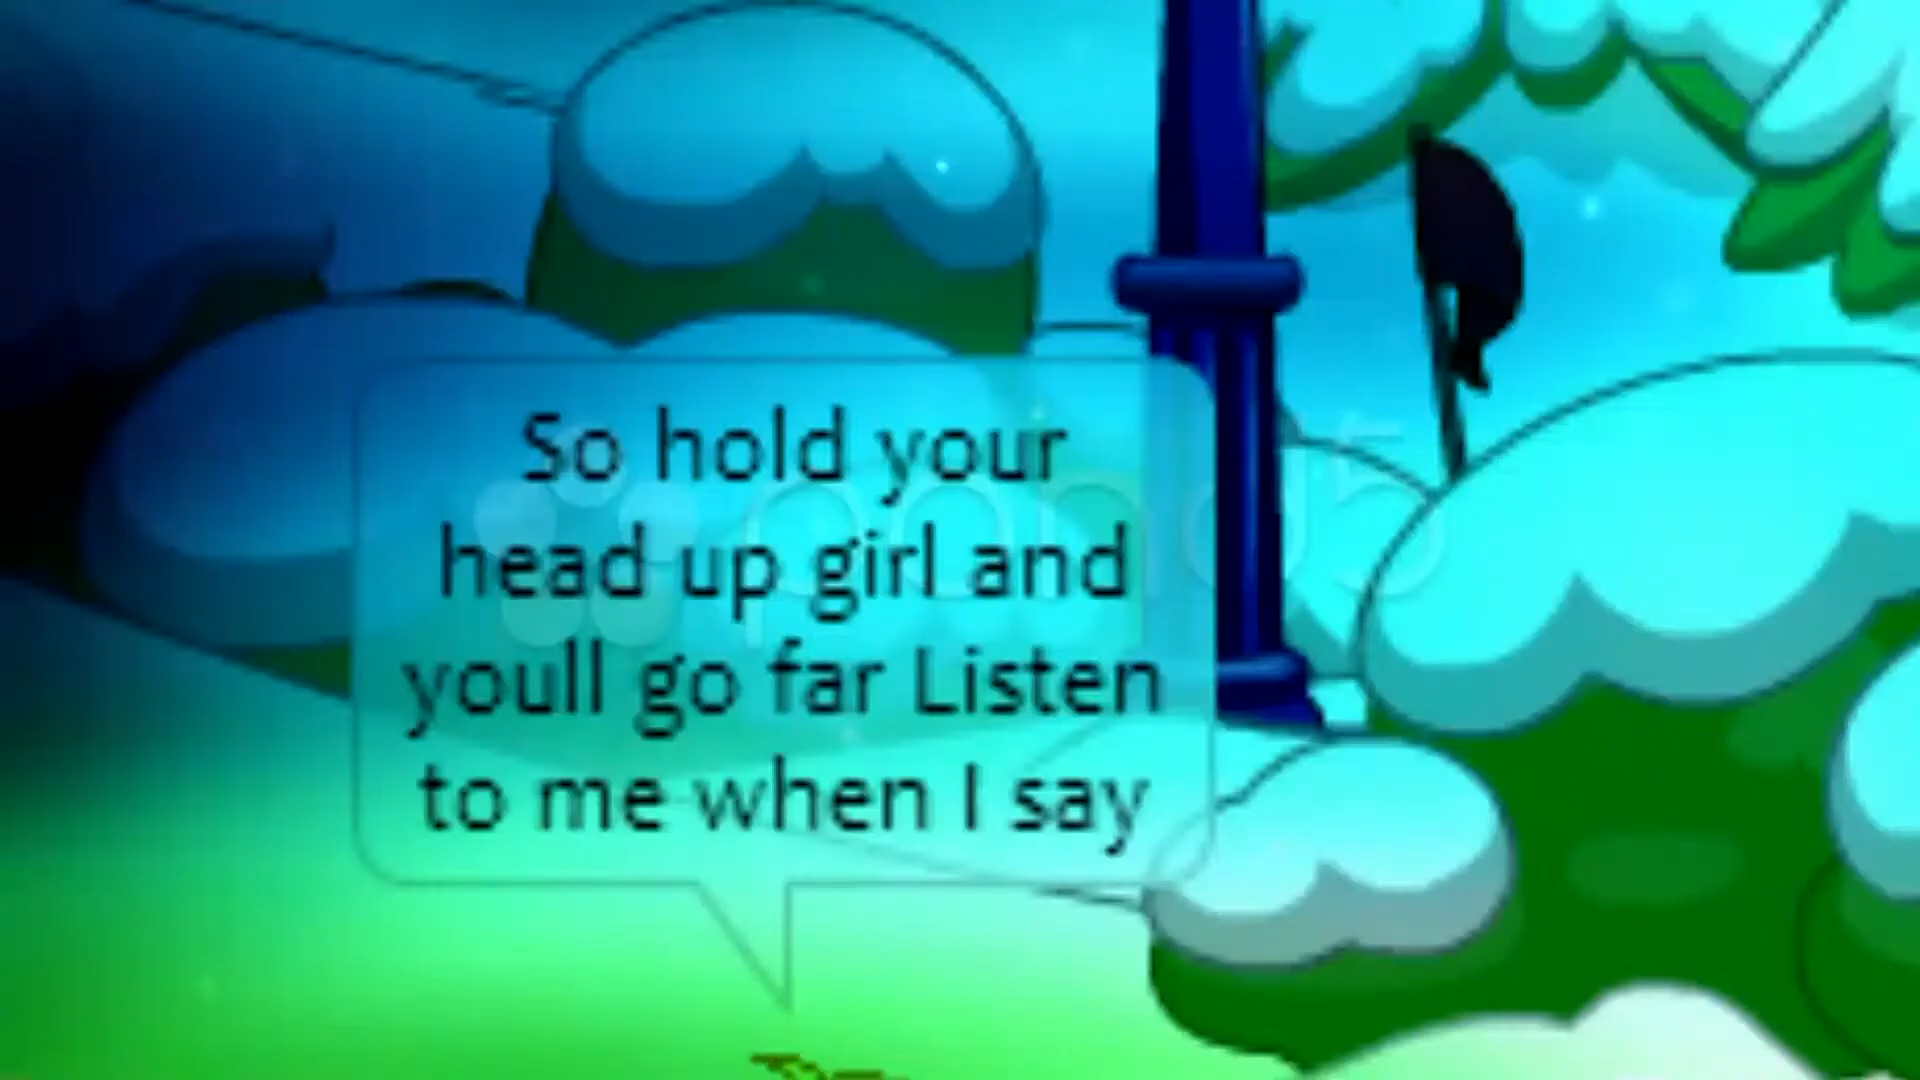 So hold your
head up girl and
youll go far Listen
to me when I say